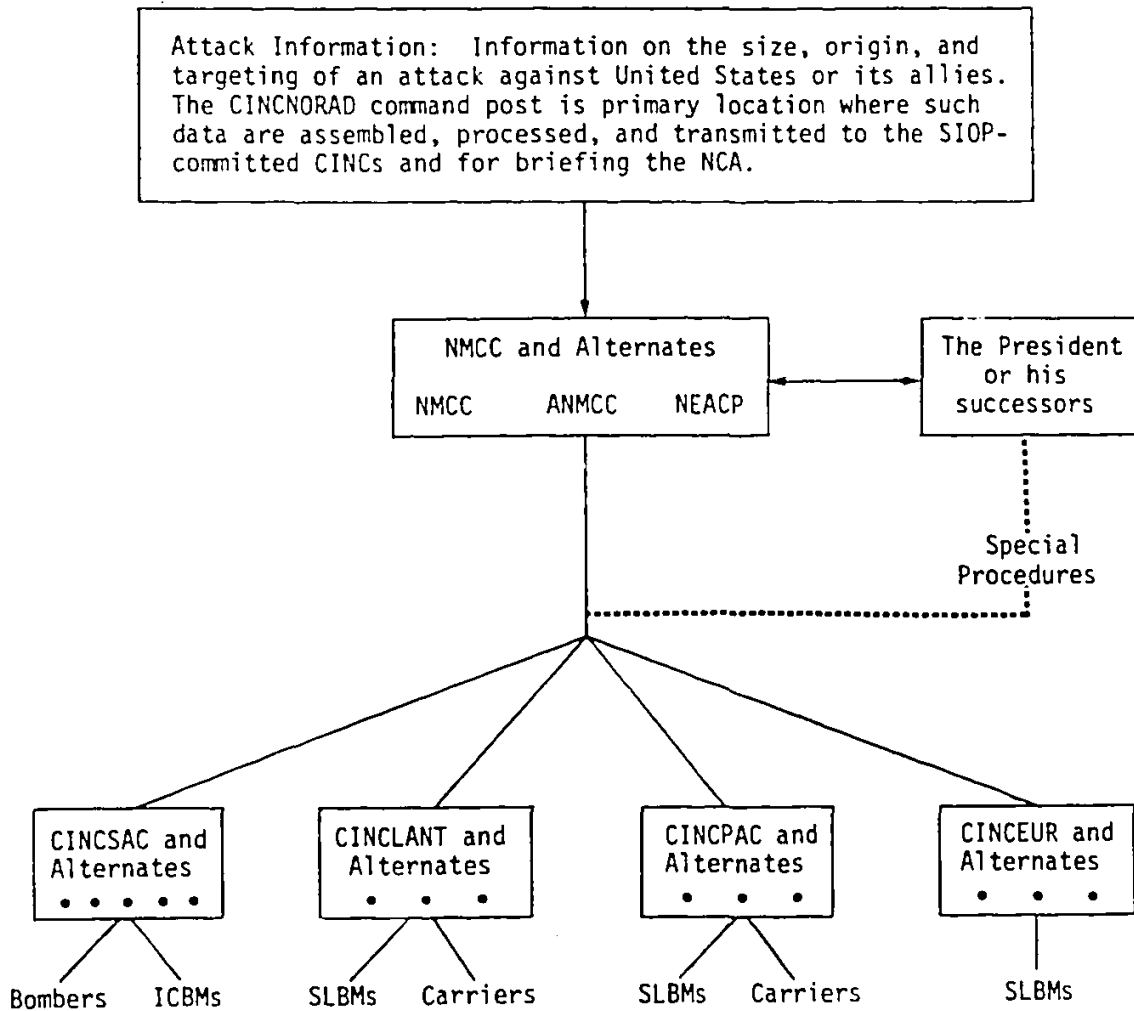 Attack Information: Information on the size, origin, and
targeting of an attack against United States or its allies.
The CINCNORAD command post is primary location where such
data are assembled, processed, and transmitted to the SIOP-
committed CINCs and for briefing the NCA.
NMCC and Alternates
NMCC ANMCC NEACP
The President
or his
successors
Special
Procedures
CINCSAC and
Alternates
CINCLANT and
Alternates
CINCPAC and
Alternates
CINCEUR and
Alternates
Bombers ICBMs SLBMs Carriers SLBMs Carriers SLBMs